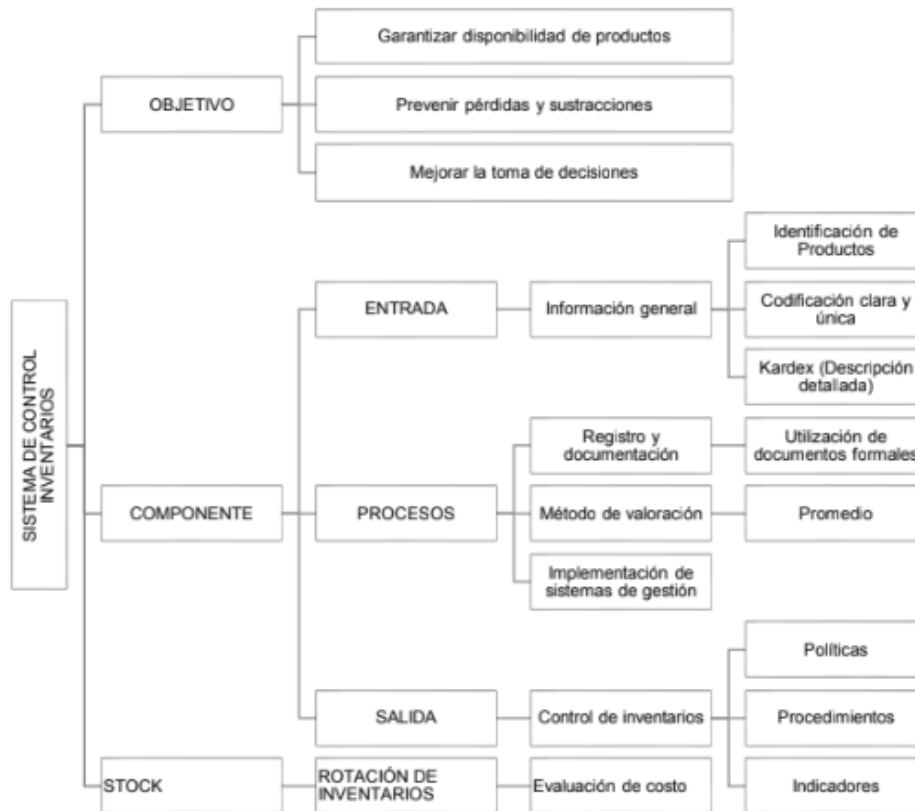 SISTEMA DE CONTROL
INVENTARIOS
OBJETIVO
Garantizar disponibilidad de productos
Prevenir pérdidas y sustracciones
Mejorar la toma de decisiones
COMPONENTE
ENTRADA
Información general
Identificación de
Productos
Codificación clara y
única
Kardex (Descripción
detallada)
PROCESOS
Registro y
documentación
Utilización de
documentos formales
Método de valoración
Promedio
Implementación de
sistemas de gestión
SALIDA
Control de inventarios
Políticas
Procedimientos
Indicadores
STOCK
ROTACIÓN DE
INVENTARIOS
Evaluación de costo